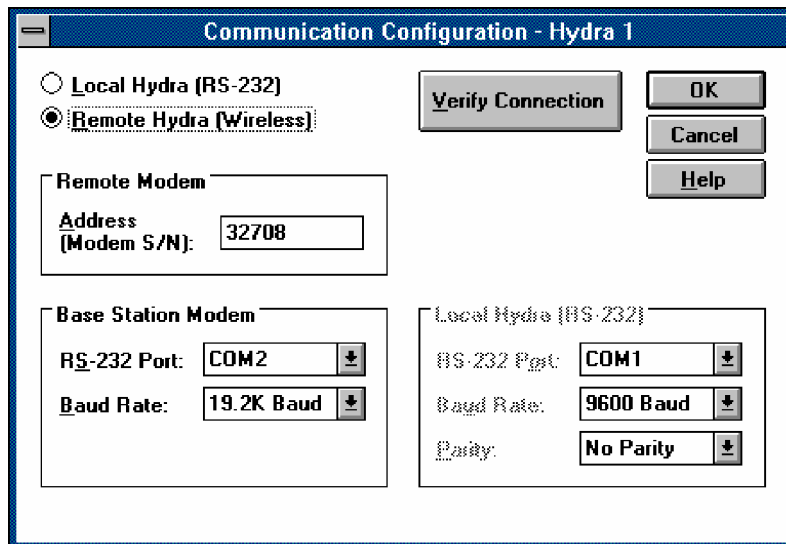 Communication Configuration - Hydra 1
Local Hydra (RS-232)
Remote Hydra (Wireless)
Verify Connection
OK
Cancel
Help
Remote Modem
Address
(Modem S/N):
32708
Base Station Modem
RS-232 Port:
COM2
Baud Rate:
19.2K Baud
Local Hydra (RS-232)
RS-232 Port:
COM1
Baud Rate:
9600 Baud
Parity:
No Parity